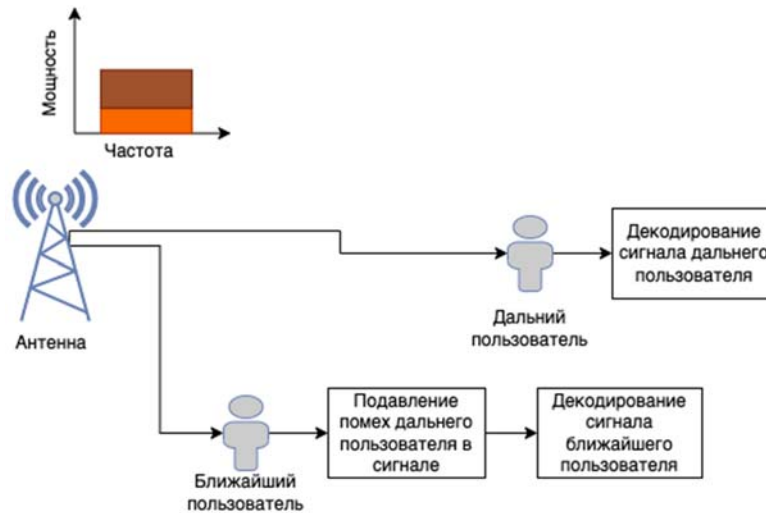 Мощность
Частота
Антенна
Дальний
пользователь
Декодирование
сигнала дальнего
пользователя
Ближайший
пользователь
Подавление
помех дальнего
пользователя в
сигнале
Декодирование
сигнала
ближайшего
пользователя